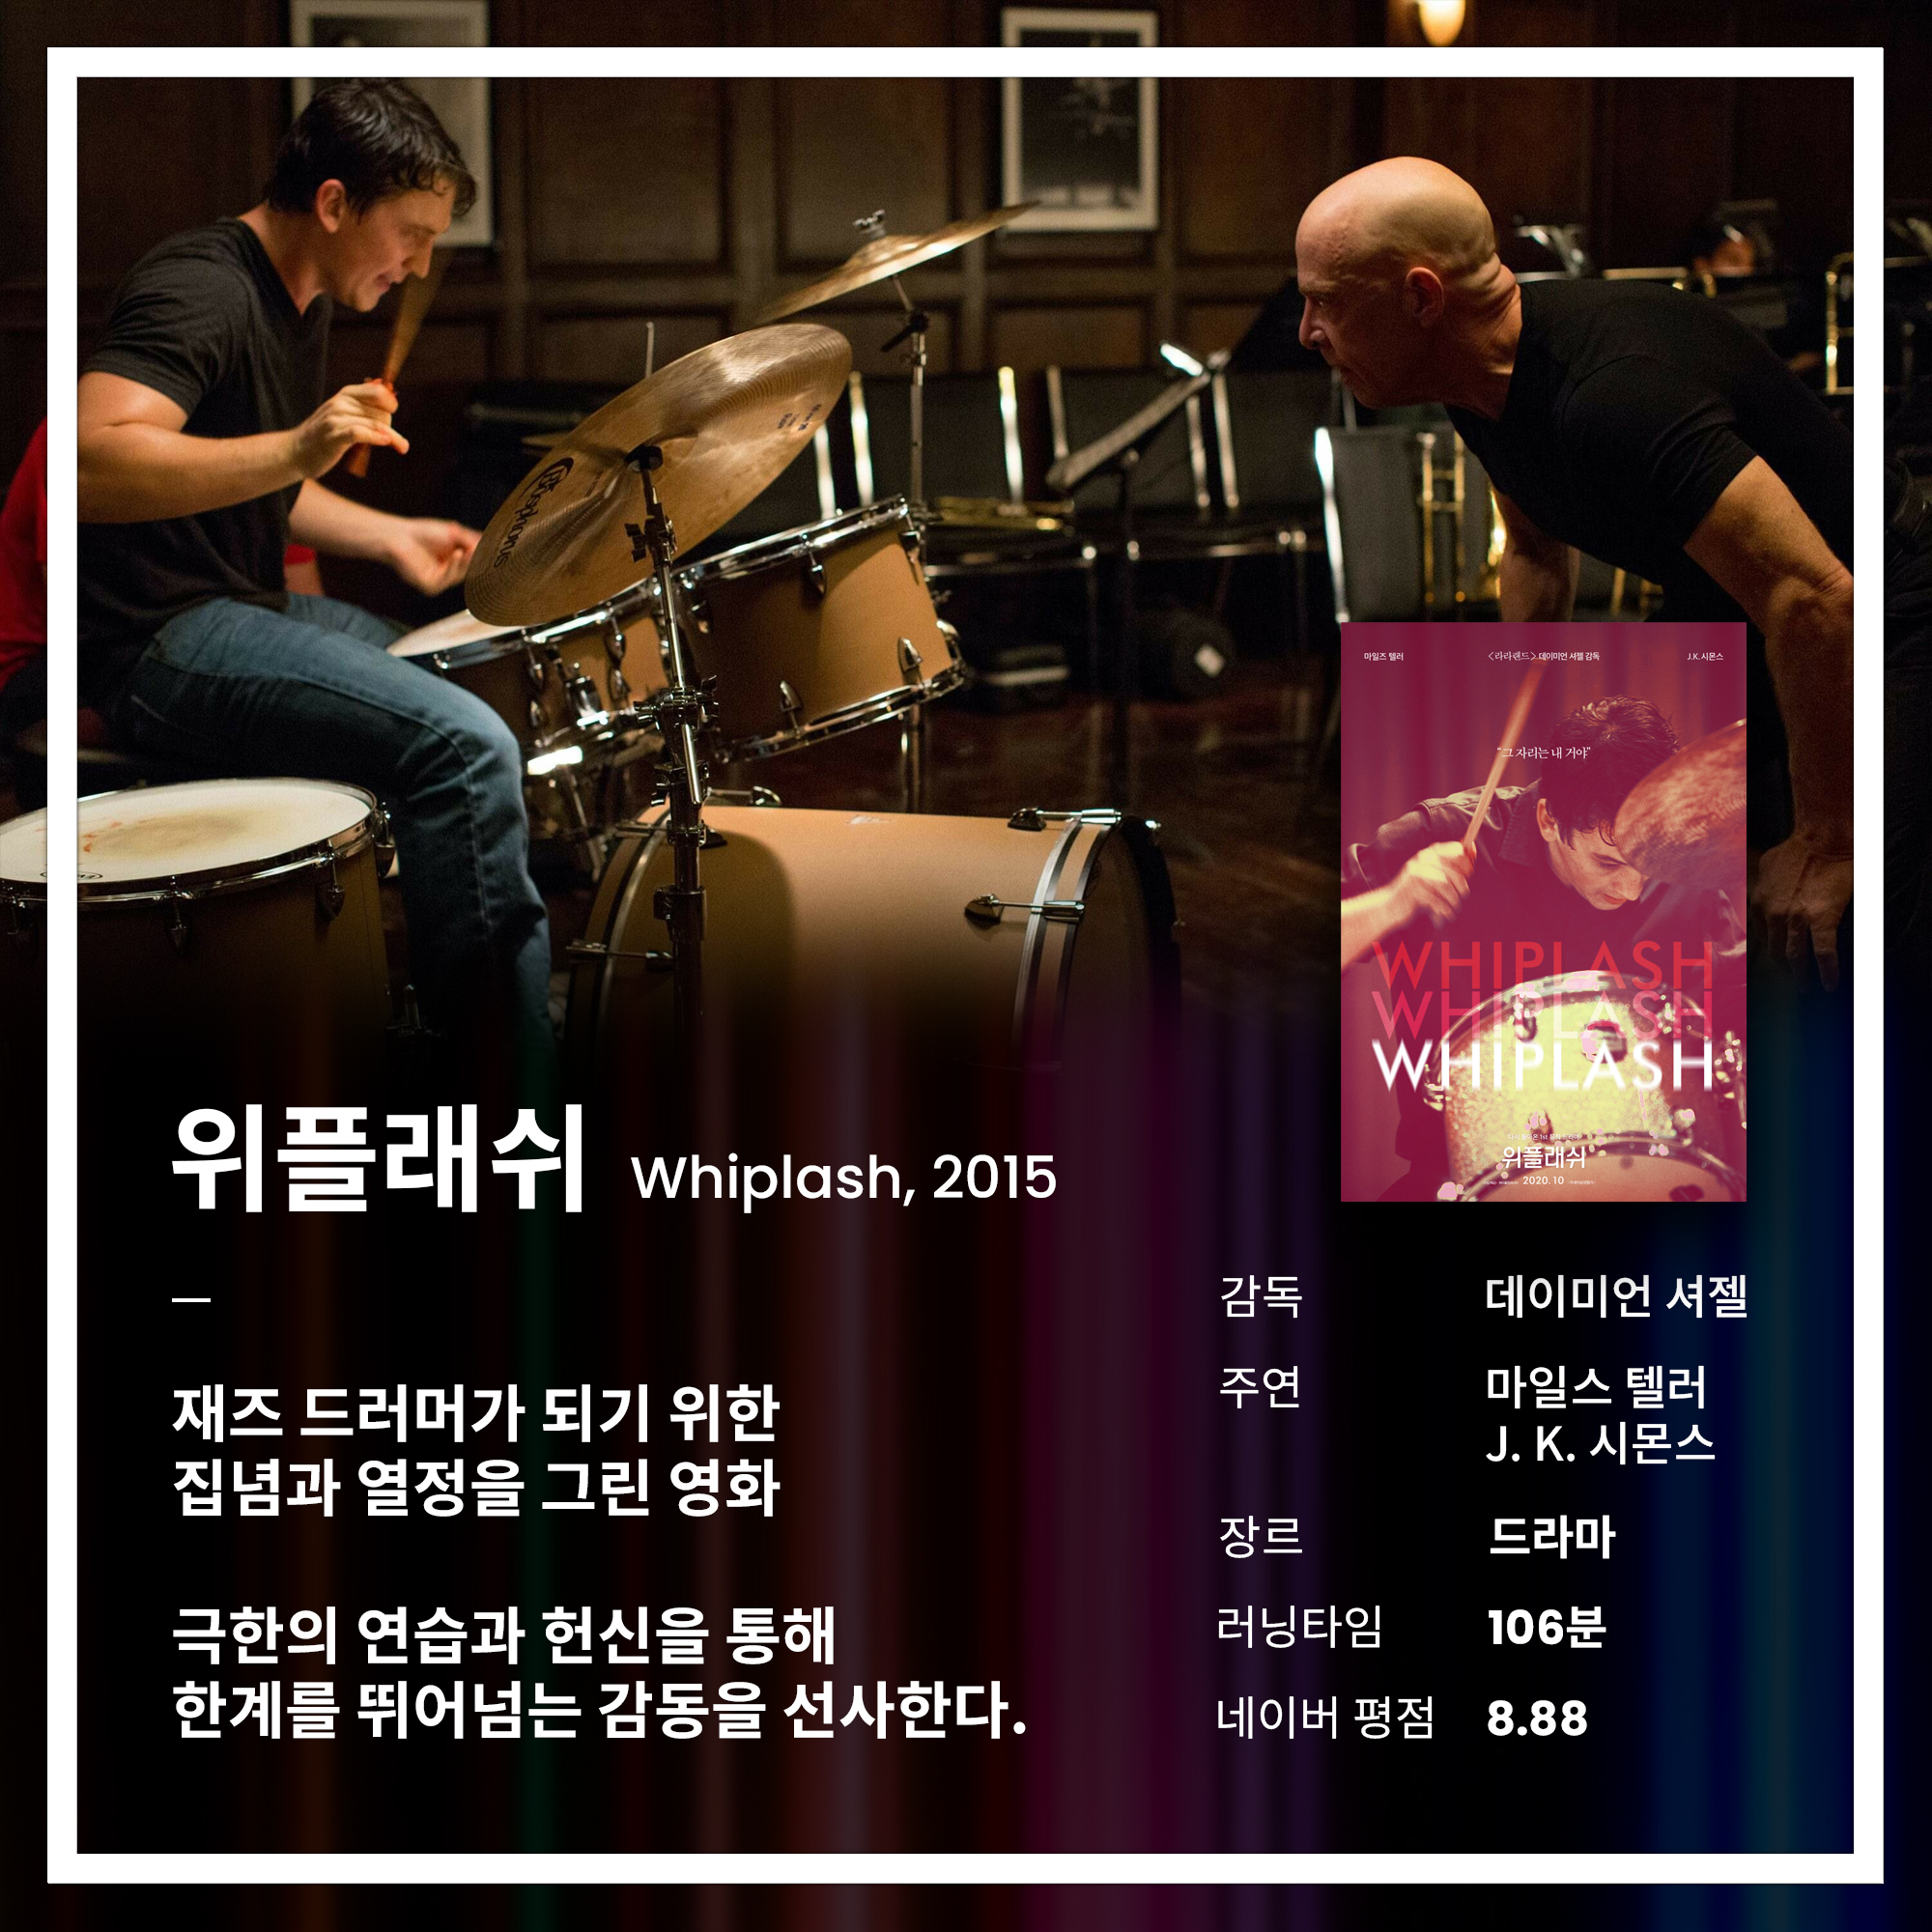 Bosphorus
마일즈 텔러
<라라랜드> 데이미언 셔젤 감독
J.K. 시몬스
"그 자리는 내 거야"
WHIPLASH
WHIPLASH
WHIPLASH
위플래쉬
2020. 10
위플래쉬 Whiplash, 2015
재즈 드러머가 되기 위한
집념과 열정을 그린 영화
극한의 연습과 헌신을 통해
한계를 뛰어넘는 감동을 선사한다.
감독 데이미언 셔젤
주연 마일스 텔러
J. K. 시몬스
장르 드라마
러닝타임 106분
네이버 평점 8.88